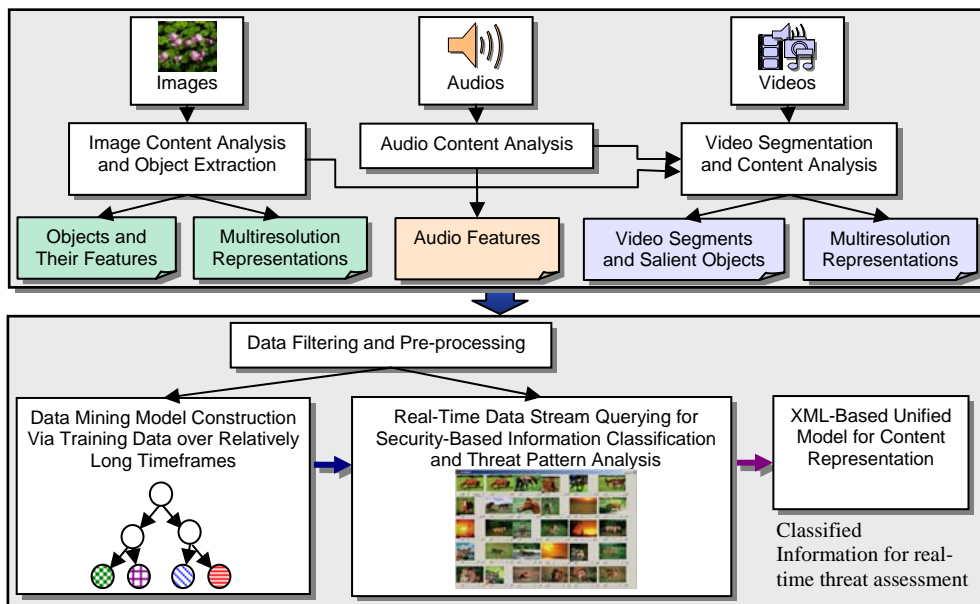 Images
Audios
Videos
Image Content Analysis
and Object Extraction
Audio Content Analysis
Video Segmentation
and Content Analysis
Objects and
Their Features
Multiresolution
Representations
Audio Features
Video Segments
and Salient Objects
Multiresolution
Representations
Data Filtering and Pre-processing
Data Mining Model Construction
Via Training Data over Relatively
Long Timeframes
Real-Time Data Stream Querying for
Security-Based Information Classification
and Threat Pattern Analysis
XML-Based Unified
Model for Content
Representation
Classified
Information for real-
time threat assessment